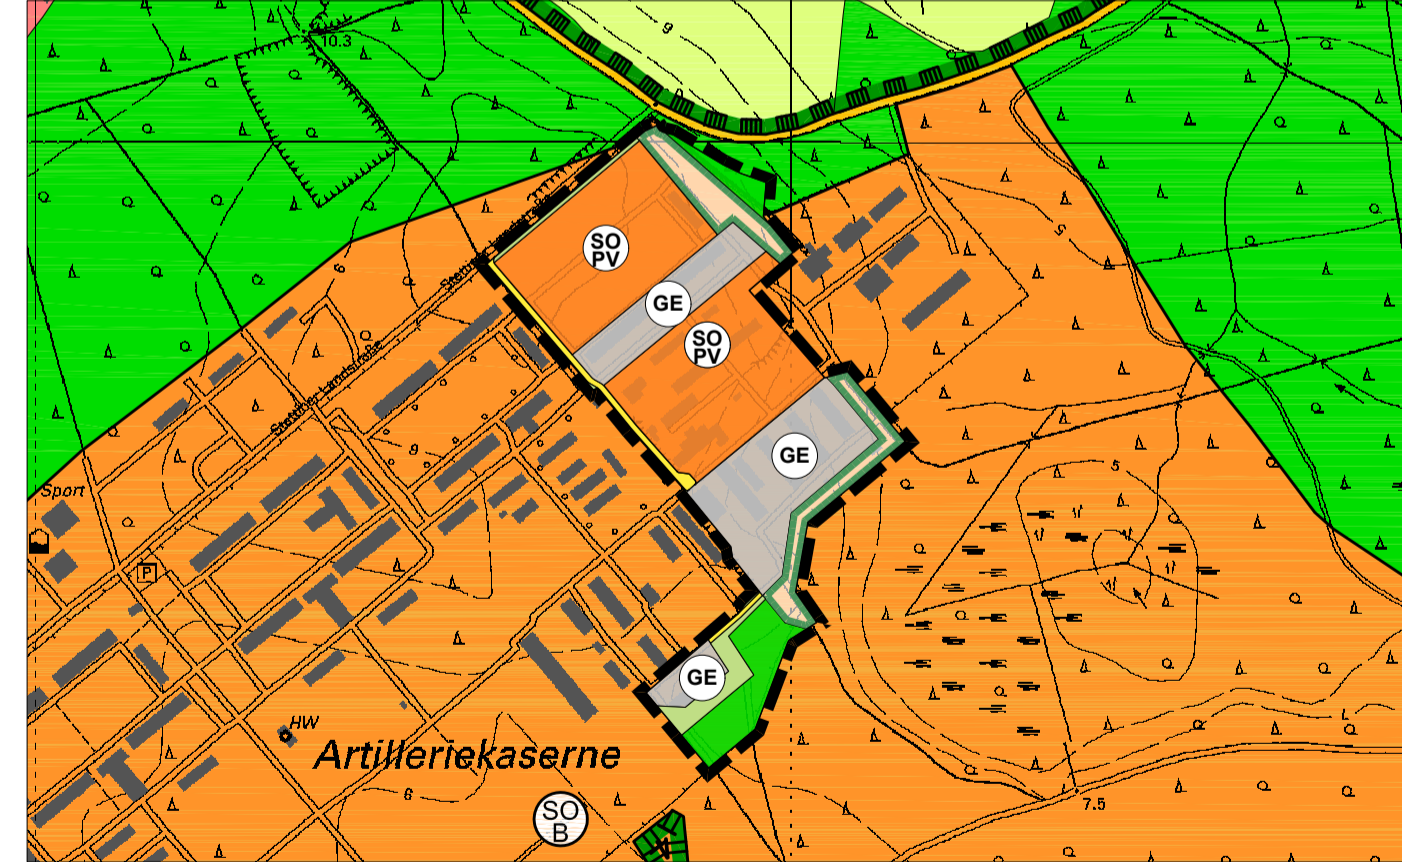 10.3
9
5
6
Stettiner Landstraße
SO
PV
GE
SO
PV
Stettiner Landstraße
9
GE
5
Sport
P
GE
HW
Artilleriekaserne
6
SO
B
7.5